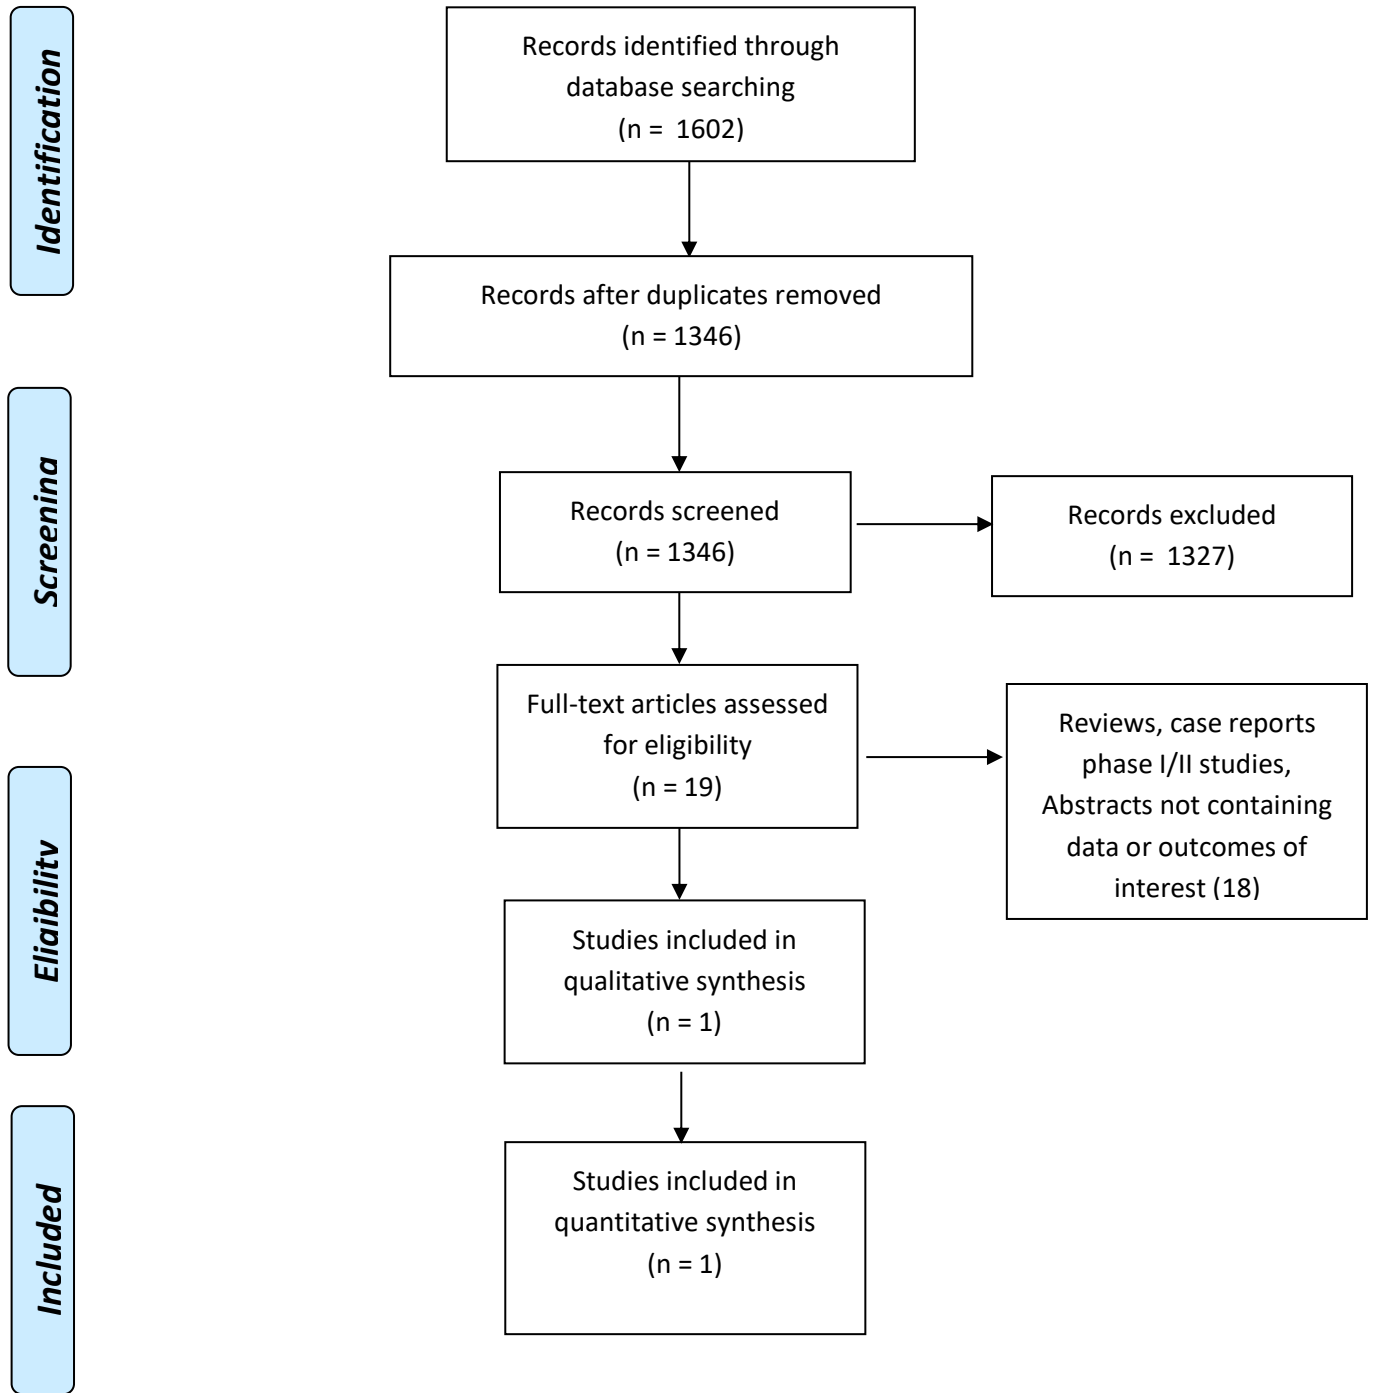 Identification
Records identified through
database searching
(n =  1602)
Records after duplicates removed
(n = 1346)
Screening
Records screened
(n = 1346)
Records excluded
(n =  1327)
Full-text articles assessed
for eligibility
(n = 19)
Reviews, case reports
phase I/II studies,
Abstracts not containing
data or outcomes of
interest (18)
Eligibility
Studies included in
qualitative synthesis
(n = 1)
Included
Studies included in
quantitative synthesis
(n = 1)